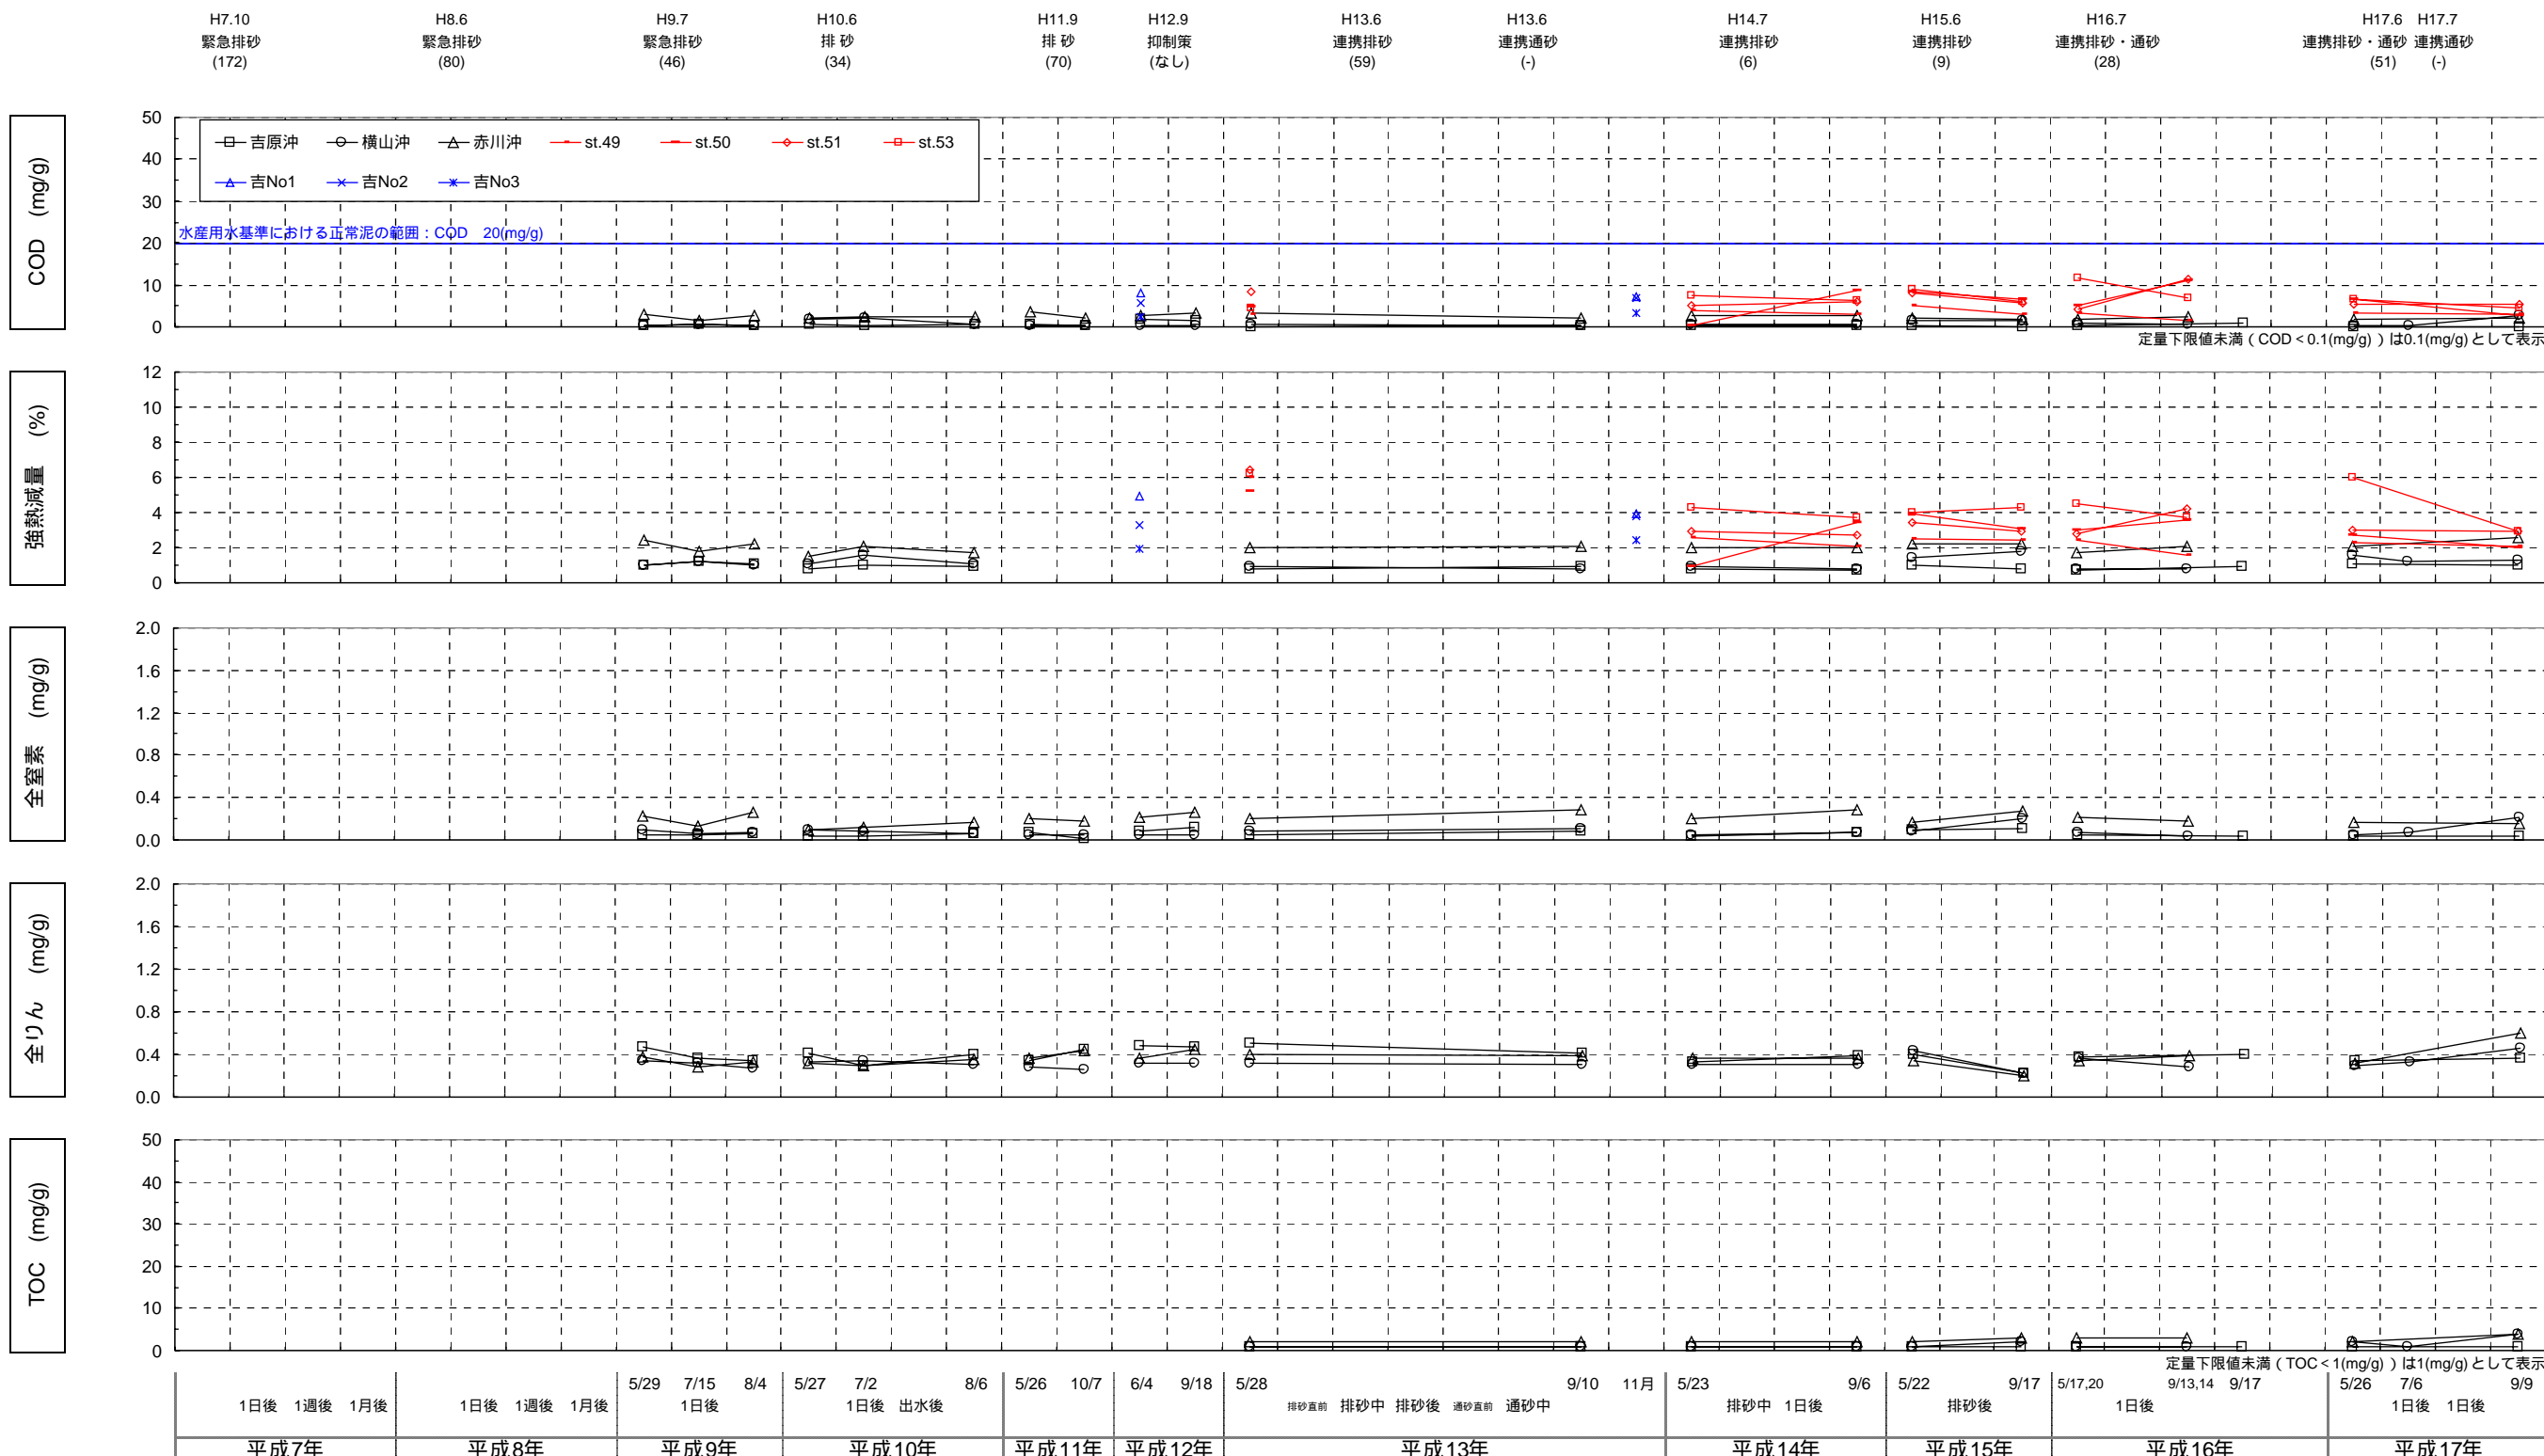 H7.10 H8.6 H9.7 H10.6 H11.9 H12.9 H13.6 H13.6 H14.7 H15.6 H16.7 H17.6 H17.7
緊急排砂 緊急排砂 緊急排砂 排 砂 排 砂 抑制策 連携排砂 連携通砂 連携排砂 連携排砂 連携排砂・通砂 連携排砂・通砂 連携通砂
(172) (80) (46) (34) (70) (なし) (59) (-) (6) (9) (28) (51) (-)
COD (mg/g)
50
40
30
20
10
0
吉原沖 横山沖 赤川沖 st.49 st.50 st.51 st.53
吉No1 吉No2 吉No3
水産用水基準における正常泥の範囲：COD 20(mg/g)
定量下限値未満（COD＜0.1(mg/g)）は0.1(mg/g)として表示
強熱減量 (%)
12
10
8
6
4
2
0
全窒素 (mg/g)
2.0
1.6
1.2
0.8
0.4
0.0
全りん (mg/g)
2.0
1.6
1.2
0.8
0.4
0.0
TOC (mg/g)
50
40
30
20
10
0
定量下限値未満（TOC＜1(mg/g)）は1(mg/g)として表示
5/29 7/15 8/4 5/27 7/2 8/6 5/26 10/7 6/4 9/18 5/28 9/10 11月 5/23 9/6 5/22 9/17 5/17,20 9/13,14 9/17 5/26 7/6 9/9
1日後 1週後 1月後 1日後 1週後 1月後 1日後 1日後 出水後 排砂直前 排砂中 排砂後 通砂直前 通砂中 排砂中 1日後 排砂後 1日後 1日後 1日後
平成7年 平成8年 平成9年 平成10年 平成11年 平成12年 平成13年 平成14年 平成15年 平成16年 平成17年